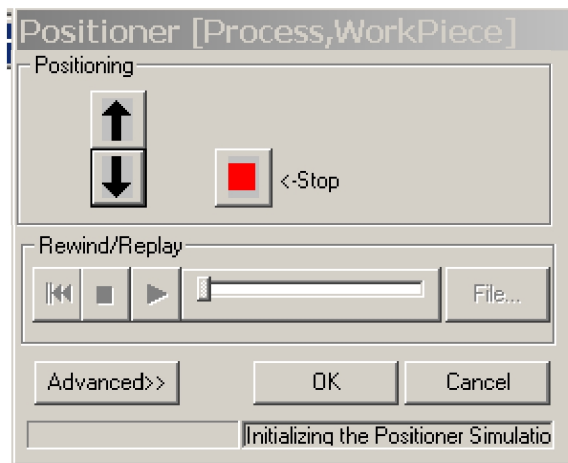 Positioner [Process,WorkPiece]
Positioning
<-Stop
Rewind/Replay
File...
Advanced>>
OK
Cancel
Initializing the Positioner Simulatio